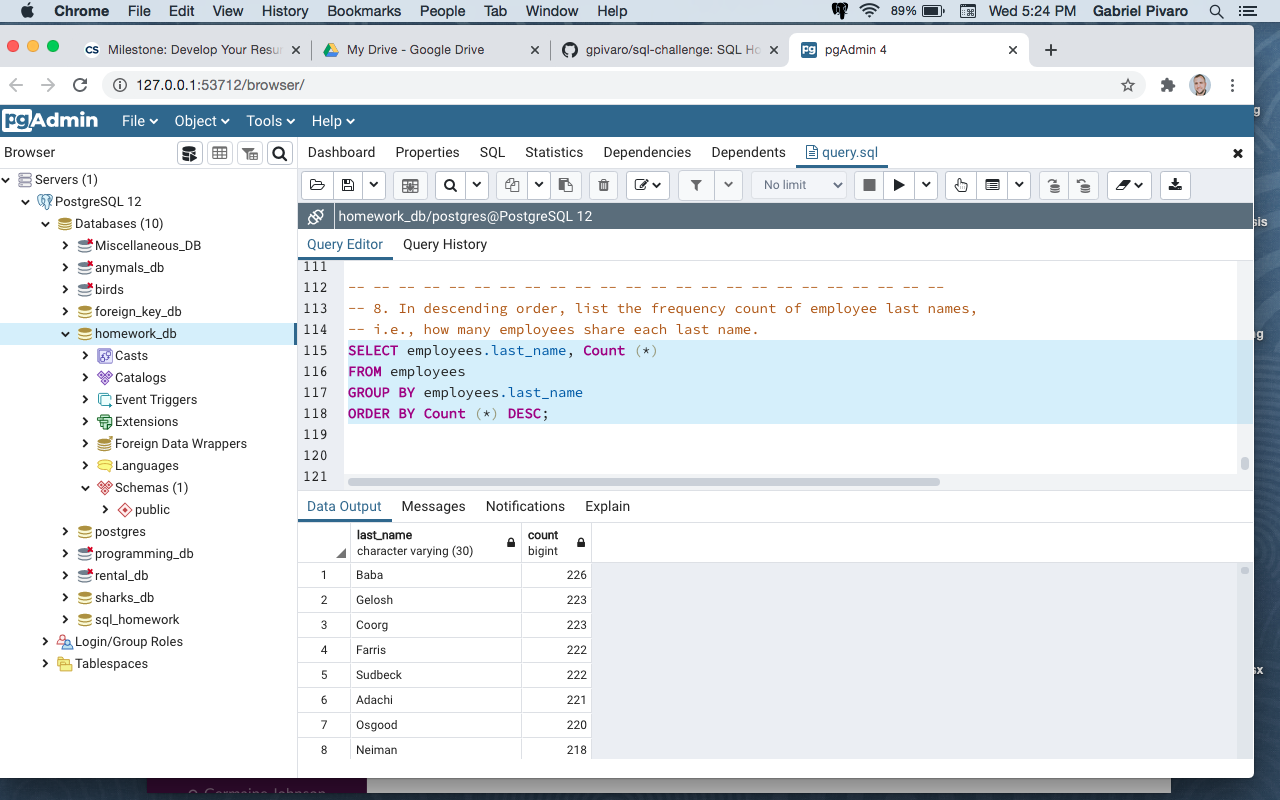 Chrome File Edit View History Bookmarks People Tab Window Help 89% Wed 5:24 PM Gabriel Pivaro
CS Milestone: Develop Your Resu My Drive - Google Drive gpivaro/sql-challenge: SQL Ho pgAdmin 4
127.0.0.1:53712/browser/
pgAdmin File Object Tools Help
Browser
Dashboard Properties SQL Statistics Dependencies Dependents query.sql
Servers (1)
PostgreSQL 12
Databases (10)
Miscellaneous_DB
anymals_db
birds
foreign_key_db
homework_db
Casts
Catalogs
Event Triggers
Extensions
Foreign Data Wrappers
Languages
Schemas (1)
public
postgres
programming_db
rental_db
sharks_db
sql_homework
Login/Group Roles
Tablespaces
No limit
homework_db/postgres@PostgreSQL 12
Query Editor Query History
111
112 -- -- -- -- -- -- -- -- -- -- -- -- -- -- -- -- -- -- -- -- -- -- -- --
113 -- 8. In descending order, list the frequency count of employee last names,
114 -- i.e., how many employees share each last name.
115 SELECT employees.last_name, Count (*)
116 FROM employees
117 GROUP BY employees.last_name
118 ORDER BY Count (*) DESC;
119
120
121
Data Output Messages Notifications Explain
last_name count
character varying (30) bigint
1 Baba 226
2 Gelosh 223
3 Coorg 223
4 Farris 222
5 Sudbeck 222
6 Adachi 221
7 Osgood 220
8 Neiman 218